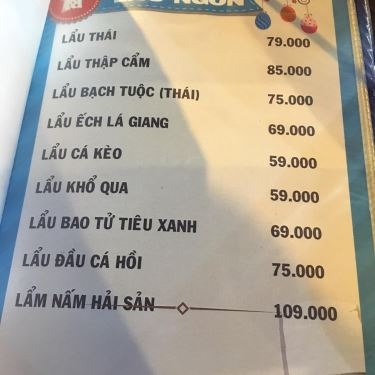 LẨU THÁI 79.000
LẨU THẬP CẨM 85.000
LẨU BẠCH TUỘC (THÁI) 75.000
LẨU ẾCH LÁ GIANG 69.000
LẨU CÁ KÈO 59.000
LẨU KHỔ QUA 59.000
LẨU BAO TỬ TIÊU XANH 69.000
LẨU ĐẦU CÁ HỒI 75.000
LẨM NẤM HẢI SẢN 109.000